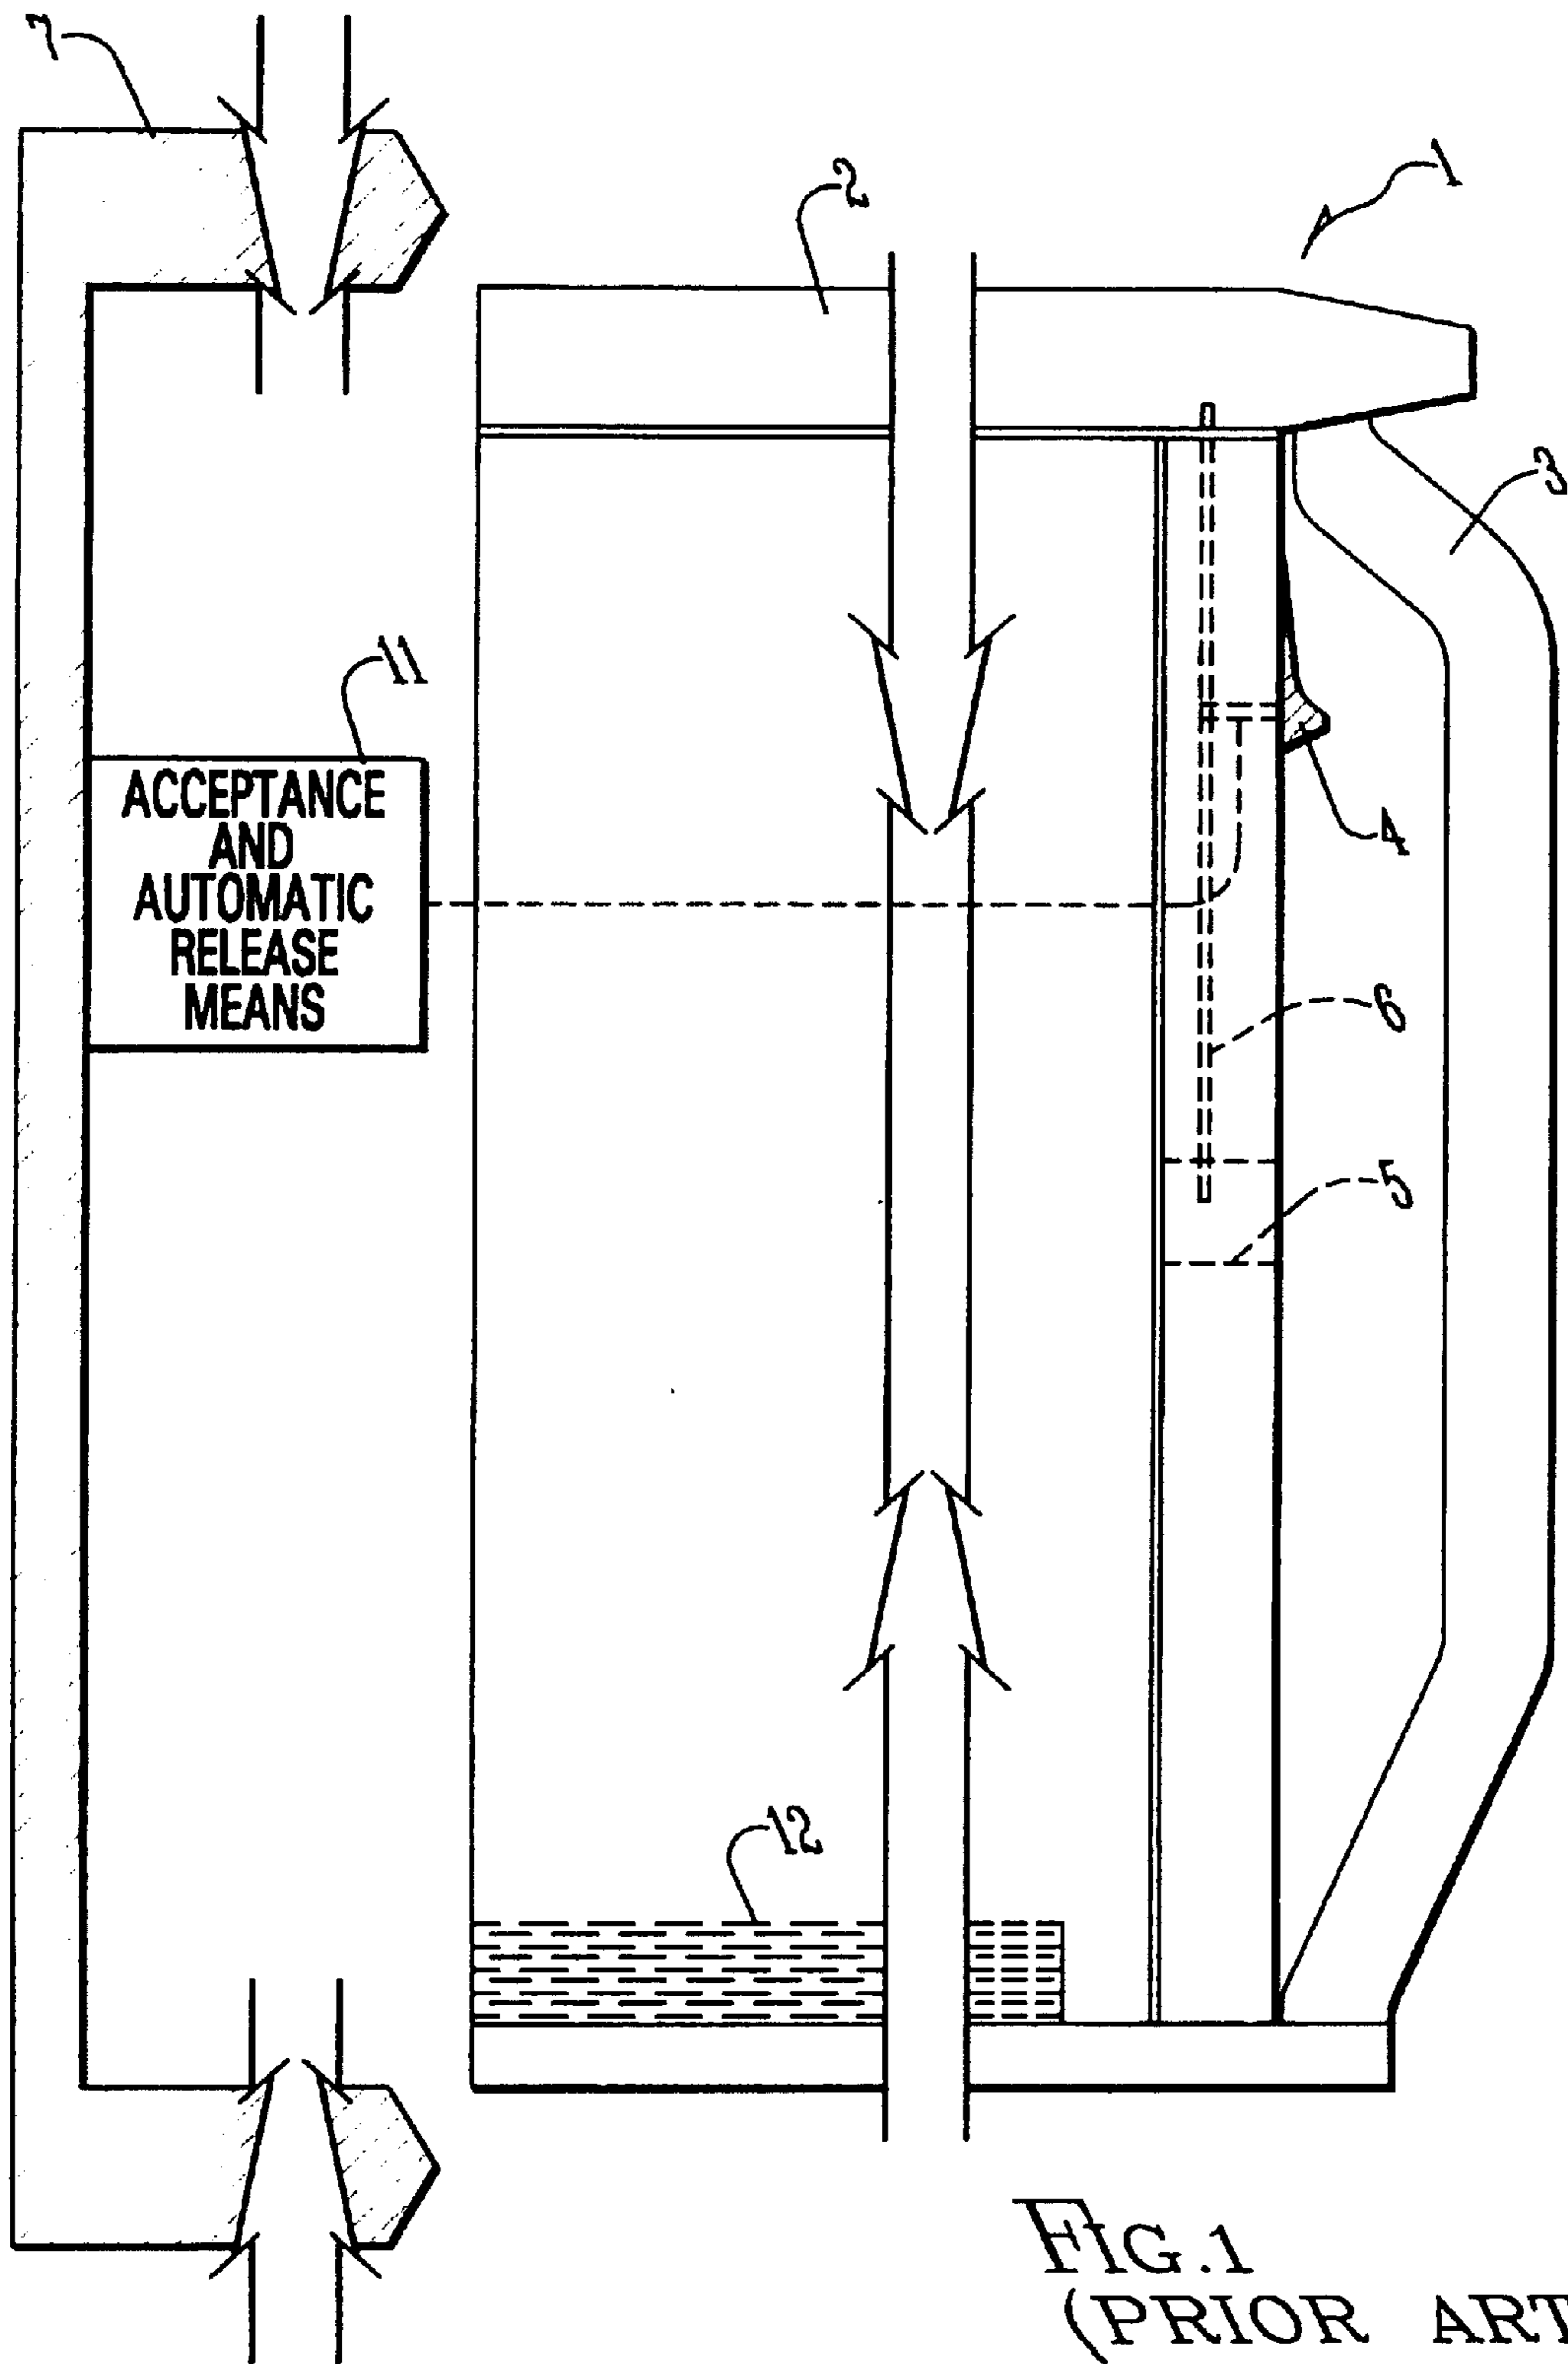 7
1
2
3
11
ACCEPTANCE
AND
AUTOMATIC
RELEASE
MEANS
4
6
5
12
FIG.1
(PRIOR ART